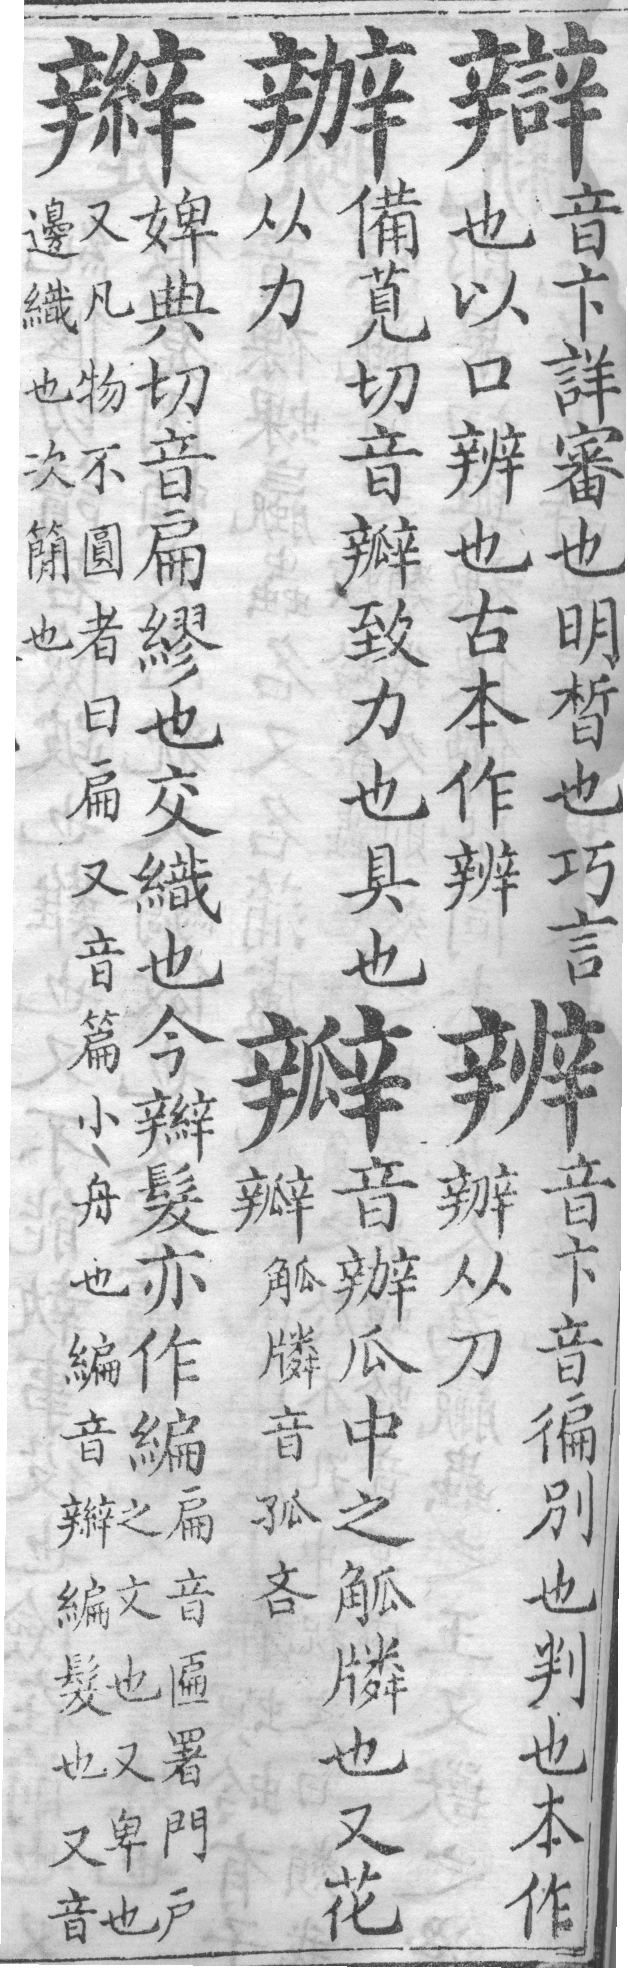 辯
音卞詳審也明晳也巧言
也以口辨也古本作辨
辨
音卞音徧別也判也本作
辦从刀
辦
備莧切音瓣致力也具也
从力
瓣
音辦瓜中之觚也又花
瓣觚音孤吝
辮
婢典切音扁繆也交織也今辮髮亦作編
扁音匾署門戶
之文也又卑也
又凡物不圓者曰扁又音篇小舟也編音辮編髮也又音
邊織也次簡也